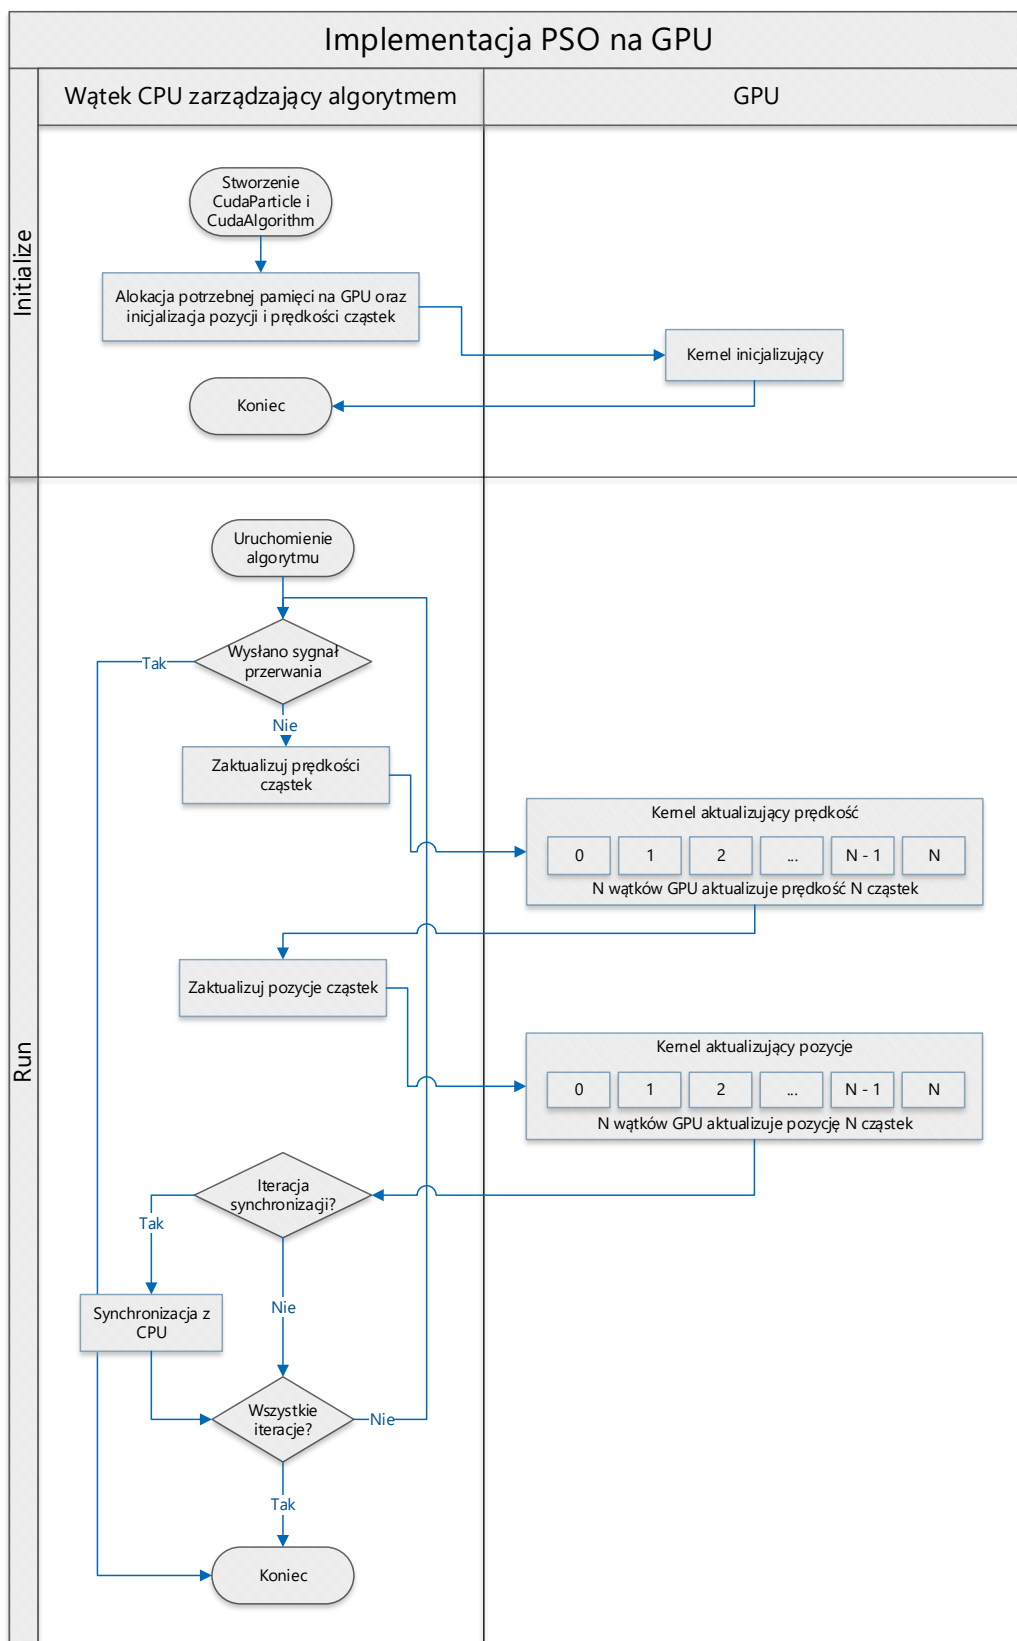 Implementacja PSO na GPU
Wątek CPU zarządzający algorytmem
GPU
Initialize
Stworzenie
CudaParticle i
CudaAlgorithm
Alokacja potrzebnej pamięci na GPU oraz
inicjalizacja pozycji i prędkości cząstek
Kernel inicjalizujący
Koniec
Run
Uruchomienie
algorytmu
Wysłano sygnał
przerwania
Tak
Nie
Zaktualizuj prędkości
cząstek
Kernel aktualizujący prędkość
0 1 2 ... N - 1 N
N wątków GPU aktualizuje prędkość N cząstek
Zaktualizuj pozycje cząstek
Kernel aktualizujący pozycje
0 1 2 ... N - 1 N
N wątków GPU aktualizuje pozycję N cząstek
Iteracja
synchronizacji?
Tak
Nie
Synchronizacja z
CPU
Wszystkie
iteracje?
Nie
Tak
Koniec